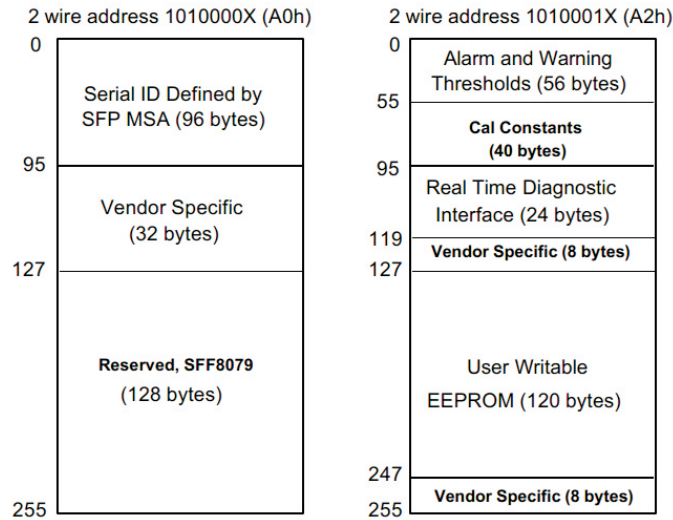 2 wire address 1010000X (A0h)
0
Serial ID Defined by
SFP MSA (96 bytes)
95
Vendor Specific
(32 bytes)
127
Reserved, SFF8079
(128 bytes)
255
2 wire address 1010001X (A2h)
0
Alarm and Warning
Thresholds (56 bytes)
55
Cal Constants
(40 bytes)
95
Real Time Diagnostic
Interface (24 bytes)
119
Vendor Specific (8 bytes)
127
User Writable
EEPROM (120 bytes)
247
Vendor Specific (8 bytes)
255